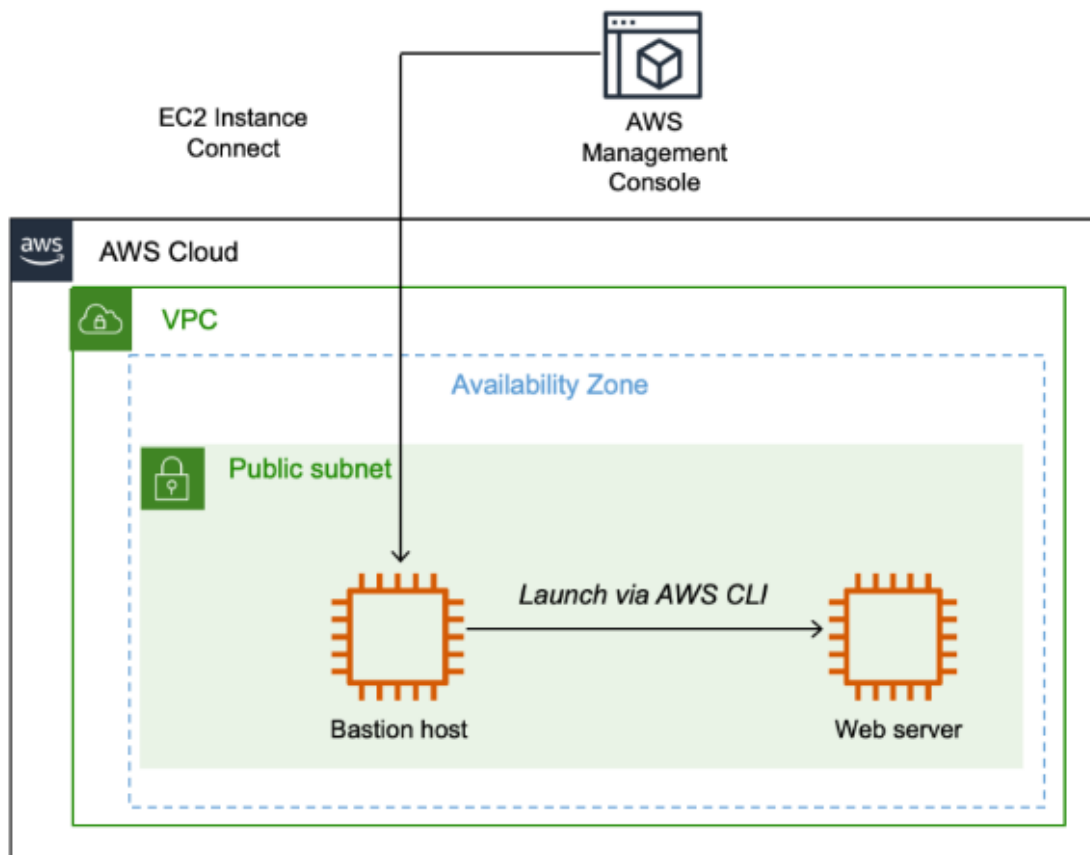 EC2 Instance
Connect
AWS
Management
Console
aws
AWS Cloud
VPC
Availability Zone
Public subnet
Launch via AWS CLI
Bastion host
Web server